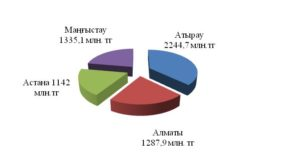 Маңғыстау
1335,1 млн. тг
Атырау
2244,7 млн.тг
Астана 1142
млн.тг
Алматы
1287,9 млн. тг